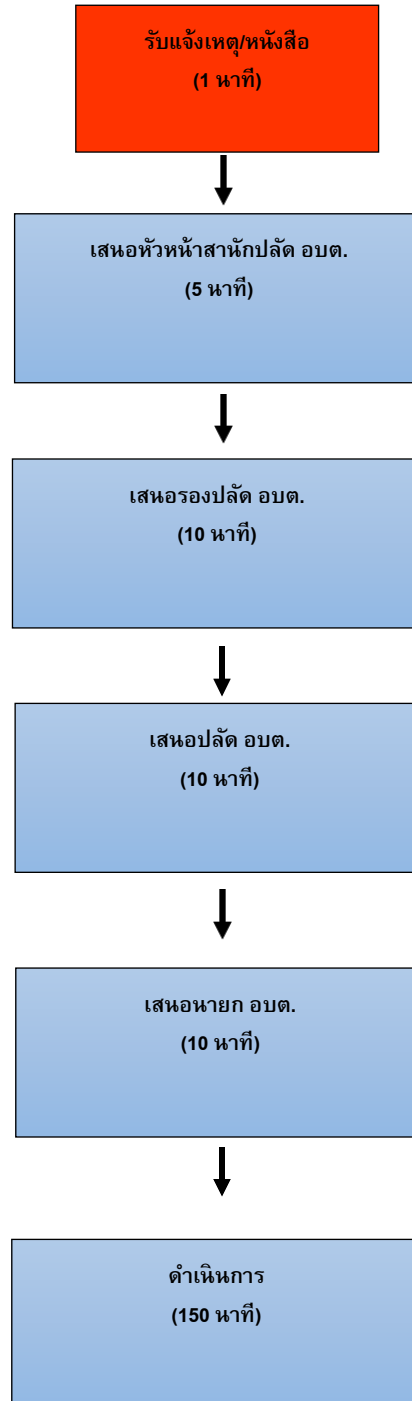 รับแจ้งเหตุ/หนังสือ
(1 นาที)
เสนอหัวหน้าสานักปลัด อบต.
(5 นาที)
เสนอรองปลัด อบต.
(10 นาที)
เสนอปลัด อบต.
(10 นาที)
เสนอนายก อบต.
(10 นาที)
ดำเนินการ
(150 นาที)